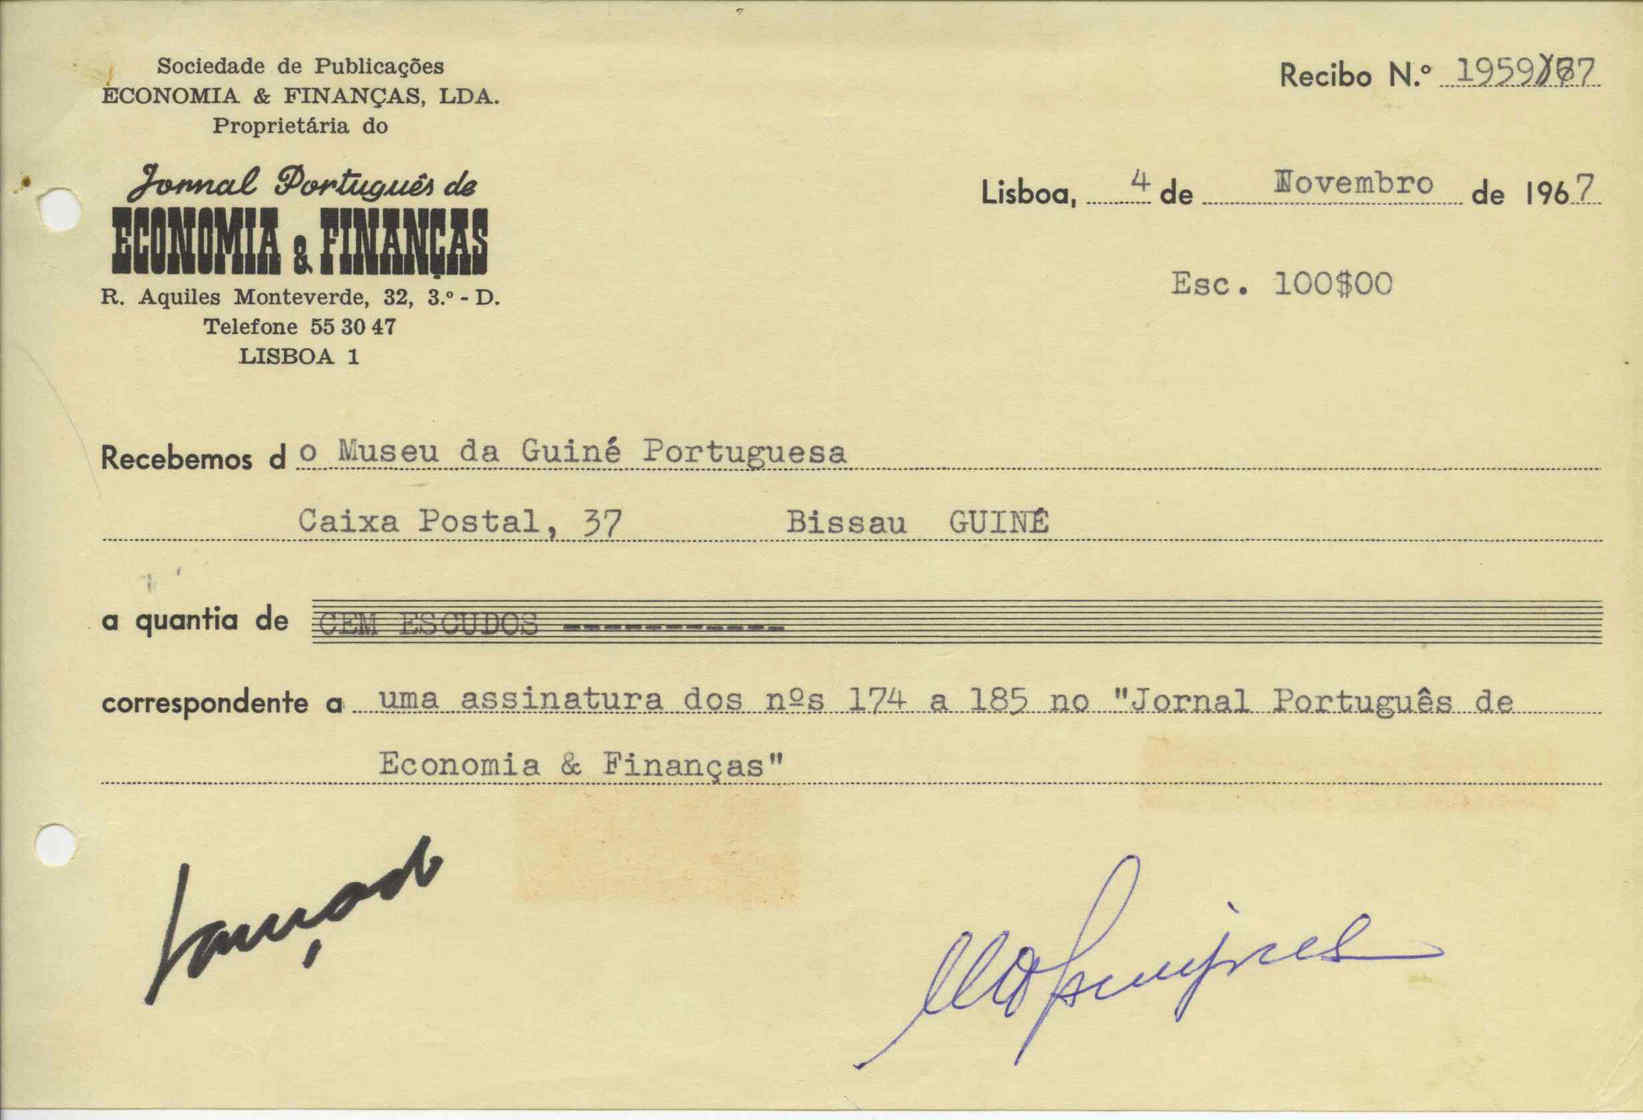 Sociedade de Publicações
ECONOMIA & FINANÇAS, LDA.
Proprietária do
Jornal Português de
ECONOMIA & FINANÇAS
R. Aquiles Monteverde, 32, 3.º - D.
Telefone 55 30 47
LISBOA 1
Recibo N.º
Lisboa, 4 de Novembro de 1967
Esc. 100$00
Recebemos d o Museu da Guiné Portuguesa
Caixa Postal, 37 Bissau GUINÉ
a quantia de CEM ESCUDOS -----------
correspondente a uma assinatura dos nºs 174 a 185 no "Jornal Português de
Economia & Finanças"
Lançado